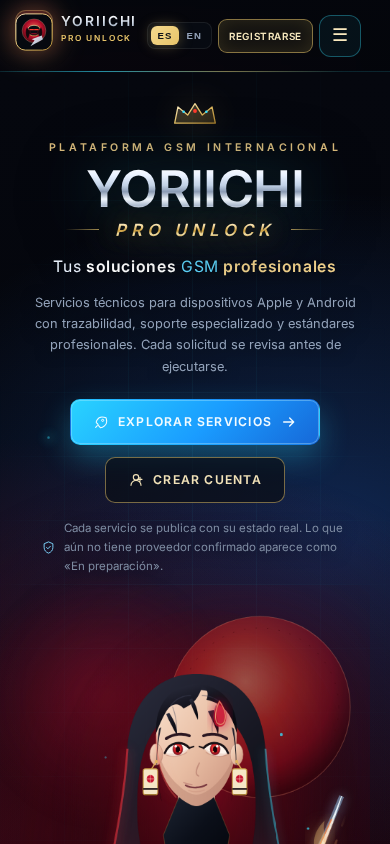 YORIICHI
PRO UNLOCK
ES EN
REGISTRARSE
PLATAFORMA GSM INTERNACIONAL
YORIICHI
PRO UNLOCK
Tus soluciones GSM profesionales
Servicios técnicos para dispositivos Apple y Android
con trazabilidad, soporte especializado y estándares
profesionales. Cada solicitud se revisa antes de
ejecutarse.
EXPLORAR SERVICIOS →
CREAR CUENTA
Cada servicio se publica con su estado real. Lo que
aún no tiene proveedor confirmado aparece como
«En preparación».